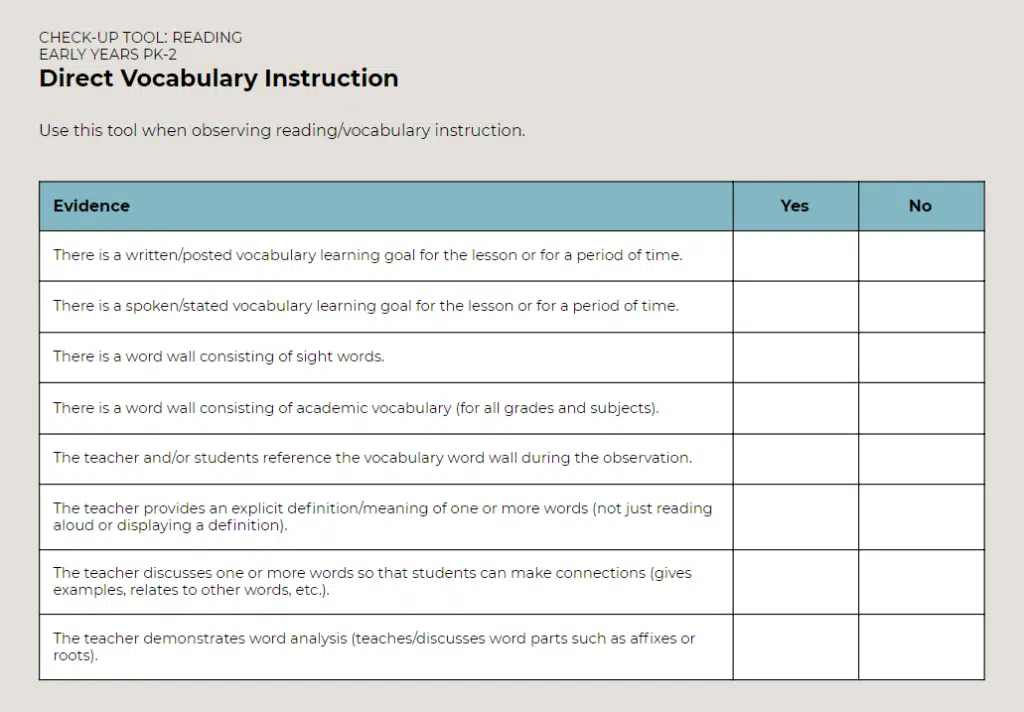 CHECK-UP TOOL: READING
EARLY YEARS PK-2
Direct Vocabulary Instruction
Use this tool when observing reading/vocabulary instruction.
Evidence Yes No
There is a written/posted vocabulary learning goal for the lesson or for a period of time.
There is a spoken/stated vocabulary learning goal for the lesson or for a period of time.
There is a word wall consisting of sight words.
There is a word wall consisting of academic vocabulary (for all grades and subjects).
The teacher and/or students reference the vocabulary word wall during the observation.
The teacher provides an explicit definition/meaning of one or more words (not just reading
aloud or displaying a definition).
The teacher discusses one or more words so that students can make connections (gives
examples, relates to other words, etc.).
The teacher demonstrates word analysis (teaches/discusses word parts such as affixes or
roots).